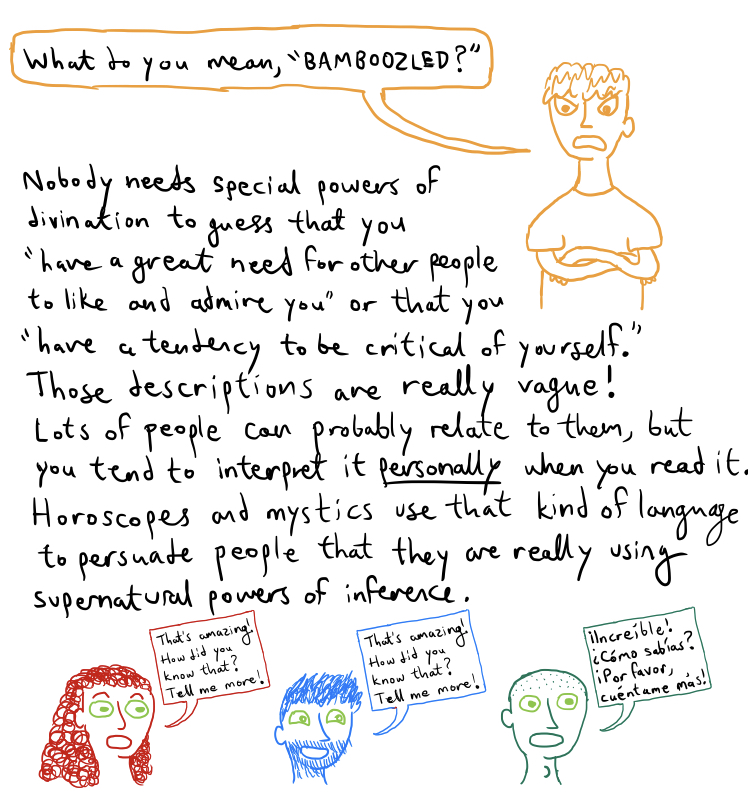 What do you mean, "BAMBOOZLED?"
Nobody needs special powers of
divination to guess that you
"have a great need for other people
to like and admire you" or that you
"have a tendency to be critical of yourself."
Those descriptions are really vague!
Lots of people can probably relate to them, but
you tend to interpret it personally when you read it.
Horoscopes and mystics use that kind of language
to persuade people that they are really using
supernatural powers of inference.
That's amazing!
How did you
know that?
Tell me more!
That's amazing!
How did you
know that?
Tell me more!
¡Increíble!
¿Cómo sabías?
¡Por favor,
cuéntame más!